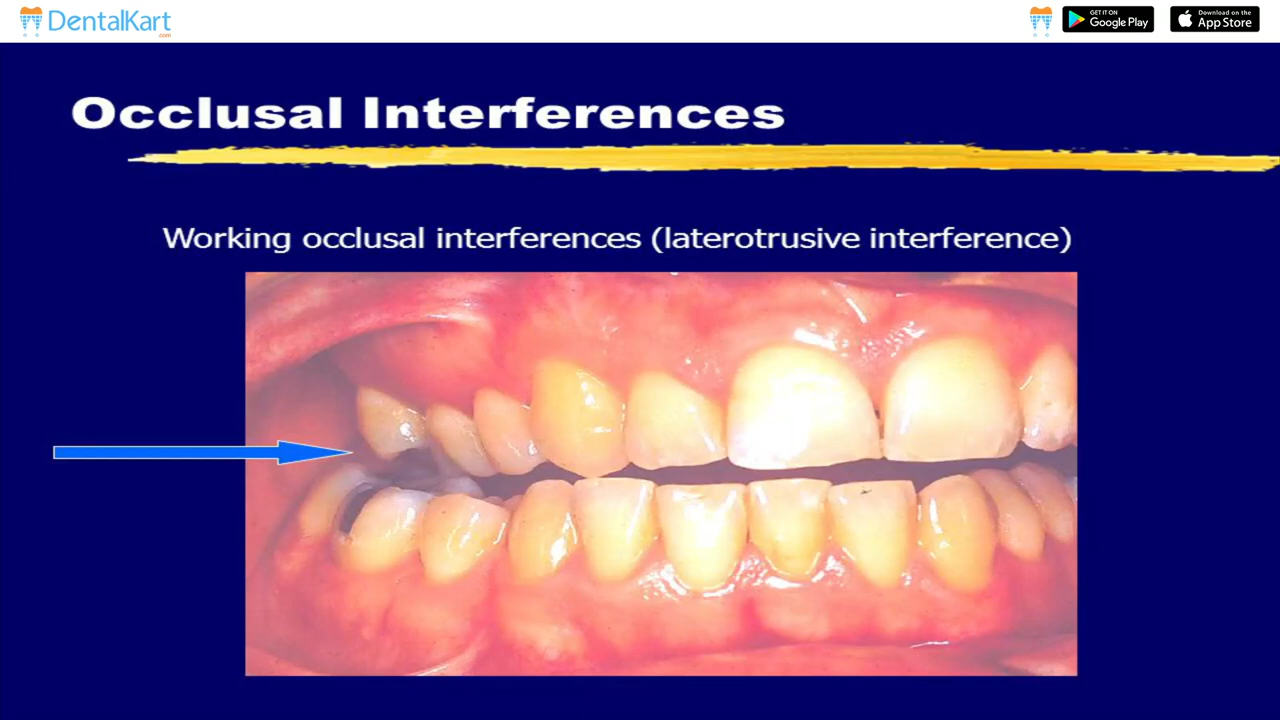 DentalKart
.com
GET IT ON
Google Play
Download on the
App Store
Occlusal Interferences
Working occlusal interferences (laterotrusive interference)